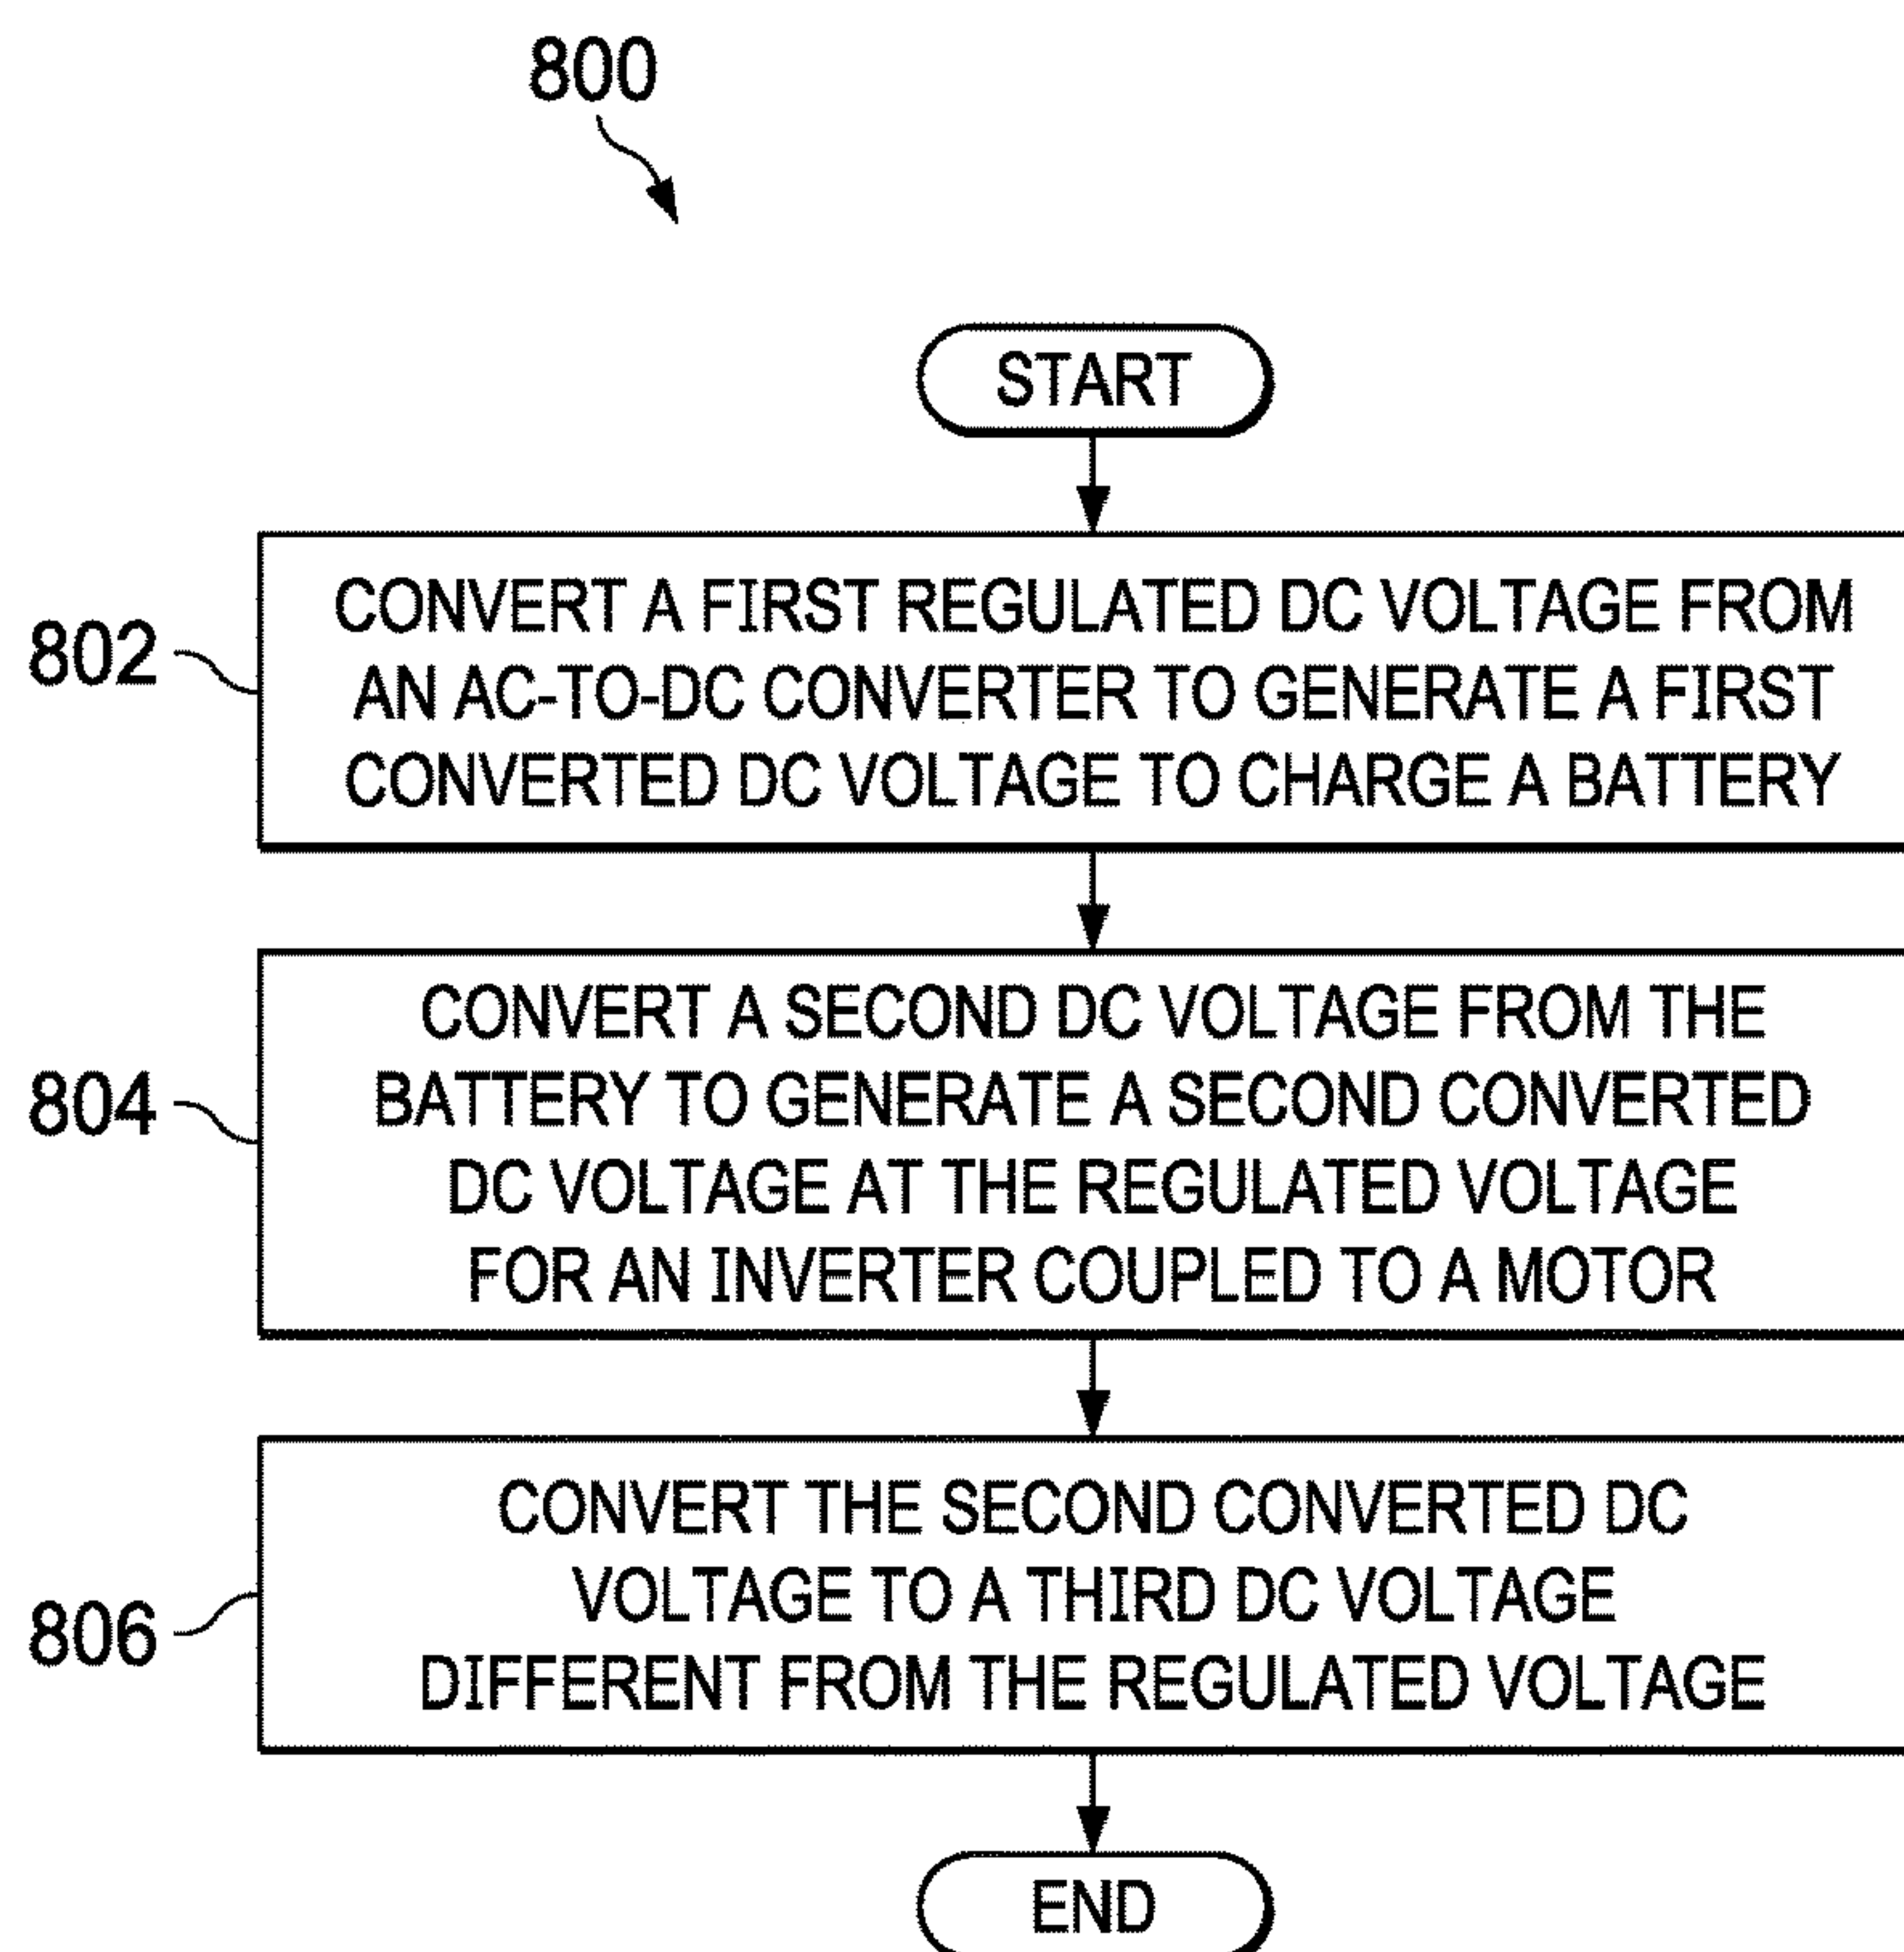 800
START
802
CONVERT A FIRST REGULATED DC VOLTAGE FROM
AN AC-TO-DC CONVERTER TO GENERATE A FIRST
CONVERTED DC VOLTAGE TO CHARGE A BATTERY
804
CONVERT A SECOND DC VOLTAGE FROM THE
BATTERY TO GENERATE A SECOND CONVERTED
DC VOLTAGE AT THE REGULATED VOLTAGE
FOR AN INVERTER COUPLED TO A MOTOR
806
CONVERT THE SECOND CONVERTED DC
VOLTAGE TO A THIRD DC VOLTAGE
DIFFERENT FROM THE REGULATED VOLTAGE
END